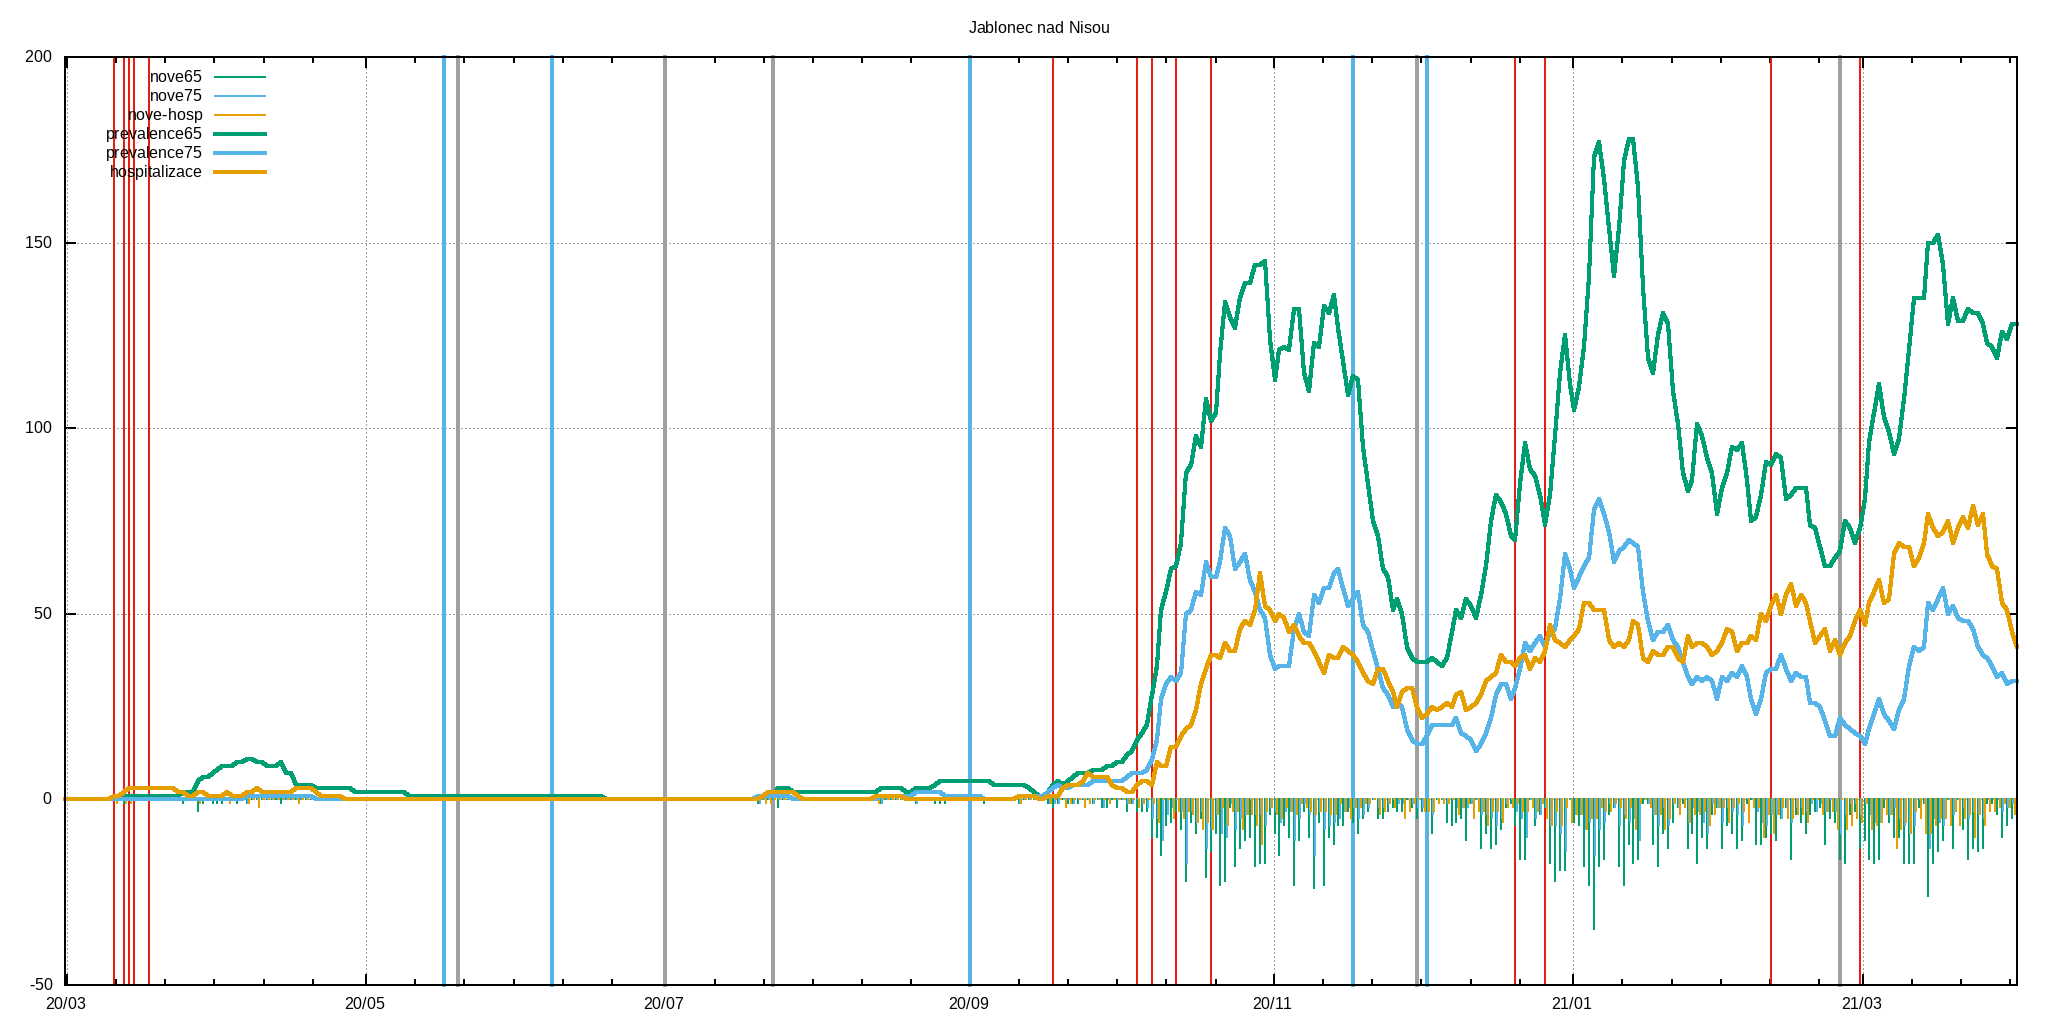 Jablonec nad Nisou
200
150
100
50
0
-50
nove65
nove75
nove-hosp
prevalence65
prevalence75
hospitalizace
20/03 20/05 20/07 20/09 20/11 21/01 21/03